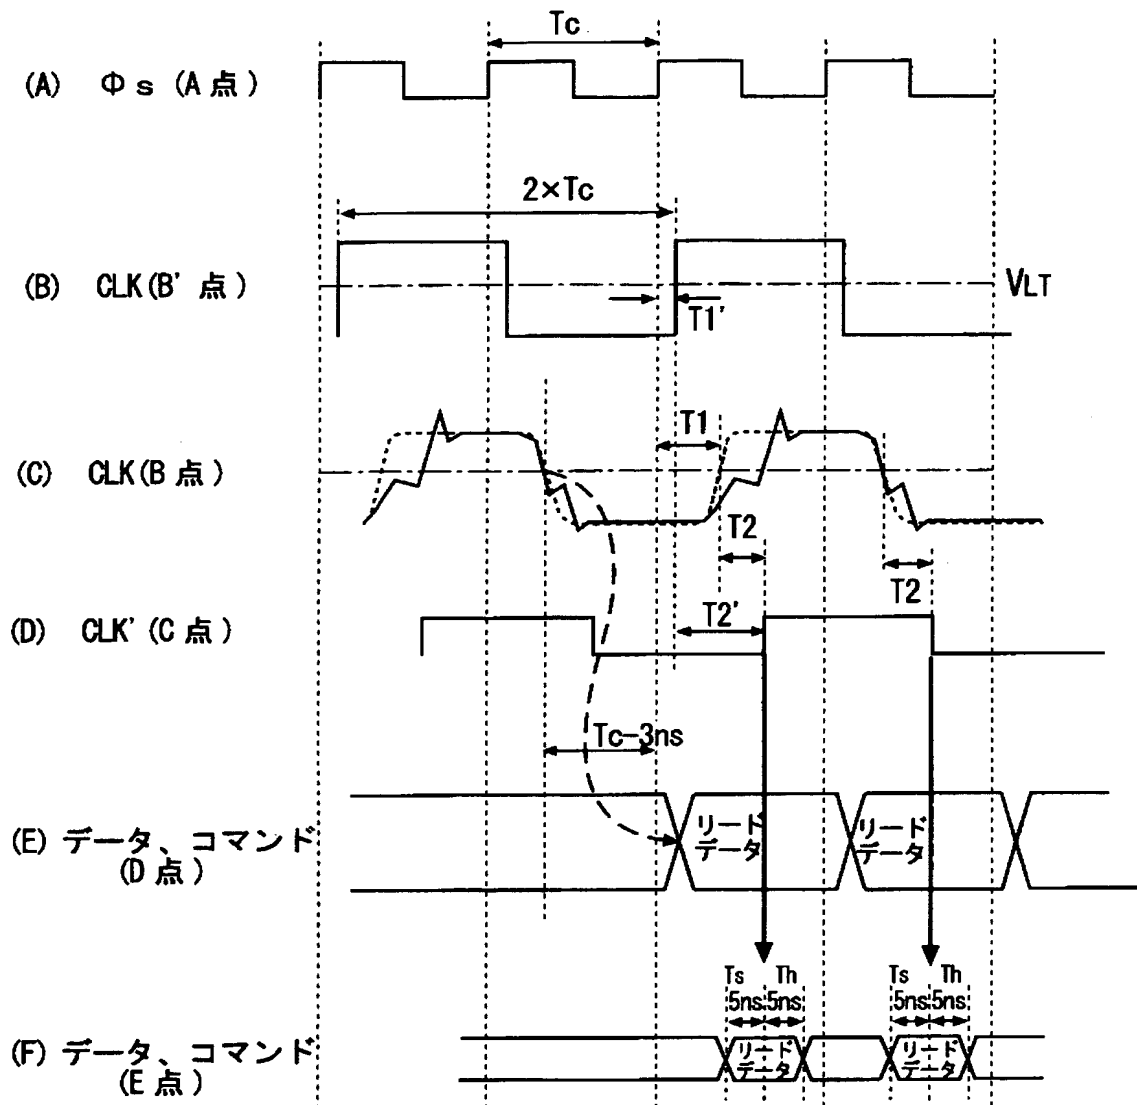 Tc
(A) Φs (A点)
2×Tc
(B) CLK(B'点)
VLT
T1'
T1
(C) CLK(B点)
T2
T2
(D) CLK' (C点)
T2'
Tc-3ns
(E) データ、コマンド
(D点)
リード
データ
リード
データ
Ts Th
5ns 5ns
Ts Th
5ns 5ns
(F) データ、コマンド
(E点)
リード
データ
リード
データ